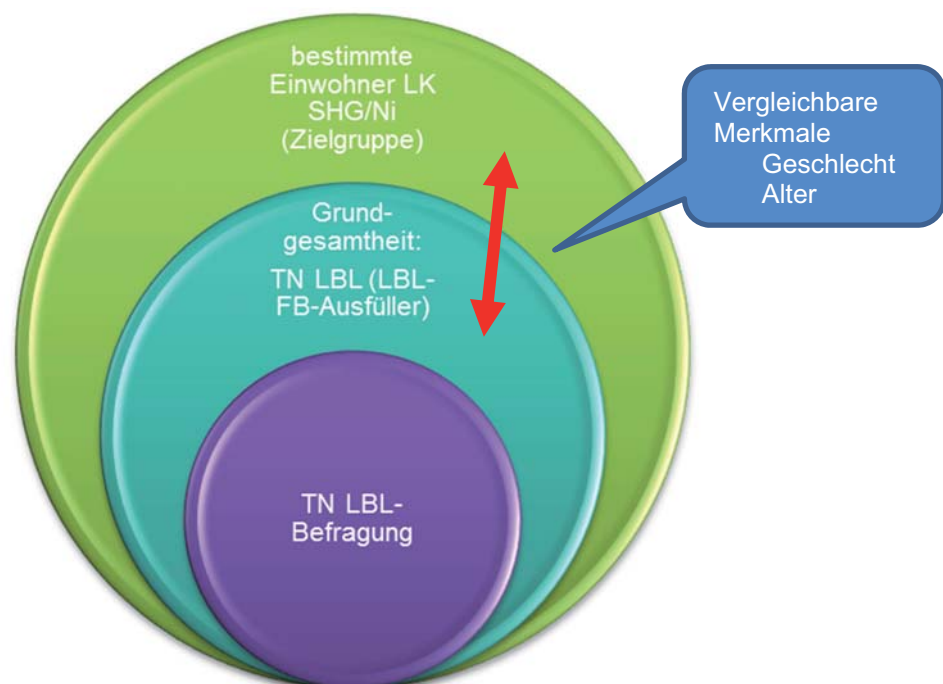 bestimmte
Einwohner LK
SHG/Ni
(Zielgruppe)
Grund-
gesamtheit:
TN LBL (LBL-
FB-Ausfüller)
TN LBL-
Befragung
Vergleichbare
Merkmale
Geschlecht
Alter